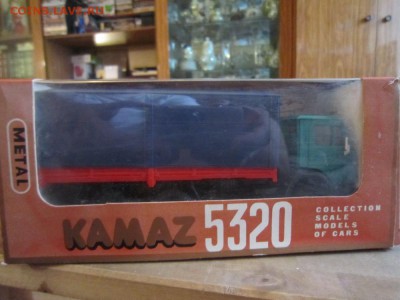 METAL
KAMAZ 5320
COLLECTION
SCALE
MODELS
OF CARS